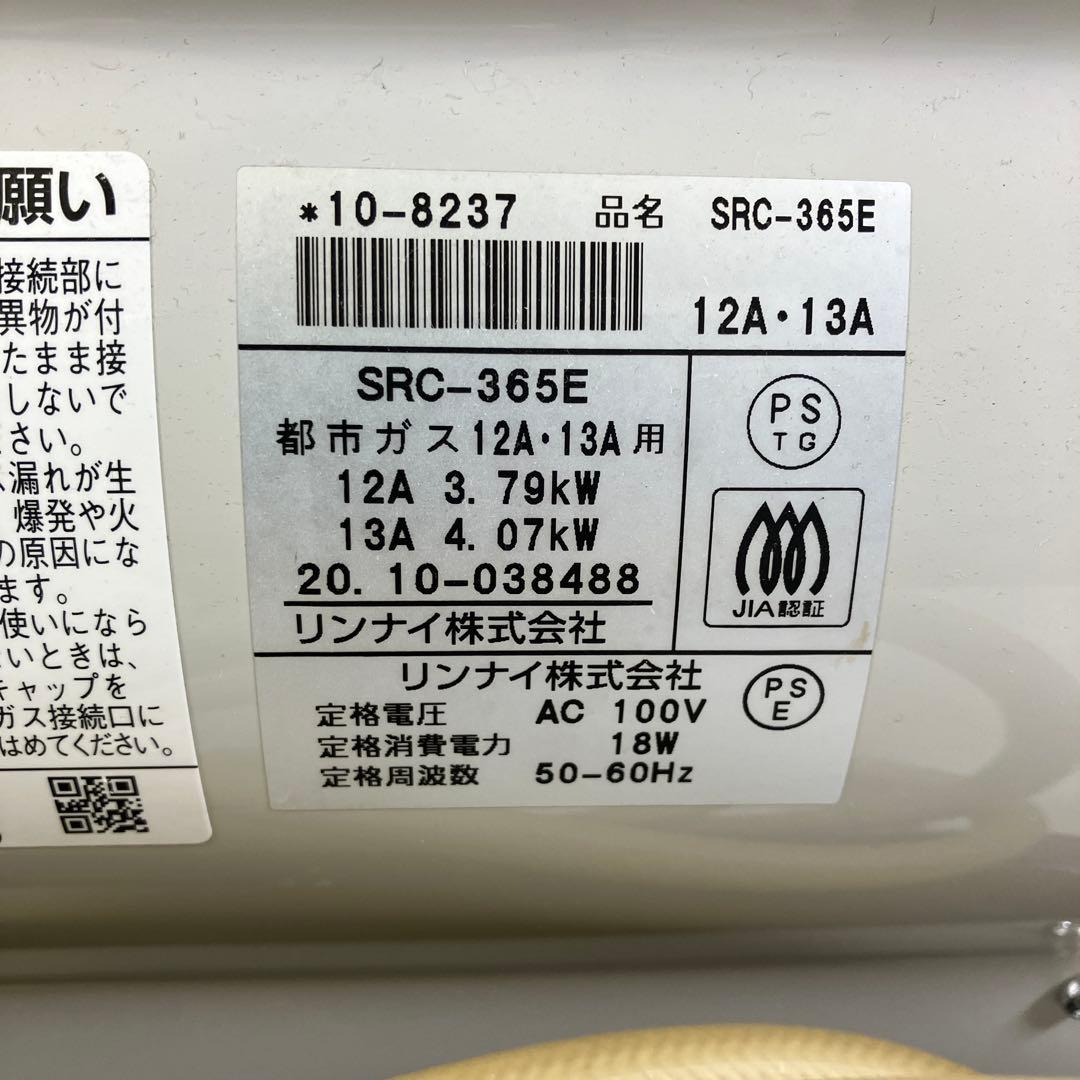 願い
接続部に
異物が付
たまま接
しないで
ださい。
漏れが生
爆発や火
の原因にな
ます。
使いになら
いときは、
キャップを
ガス接続口に
はめてください。
*10-8237 品名 SRC-365E
12A・13A
SRC-365E
都市ガス12A・13A用
12A 3.79kW
13A 4.07kW
20.10-038488
リンナイ株式会社
PS
TG
JIA認証
リンナイ株式会社
定格電圧 AC 100V
定格消費電力 18W
定格周波数 50-60Hz
PS
E